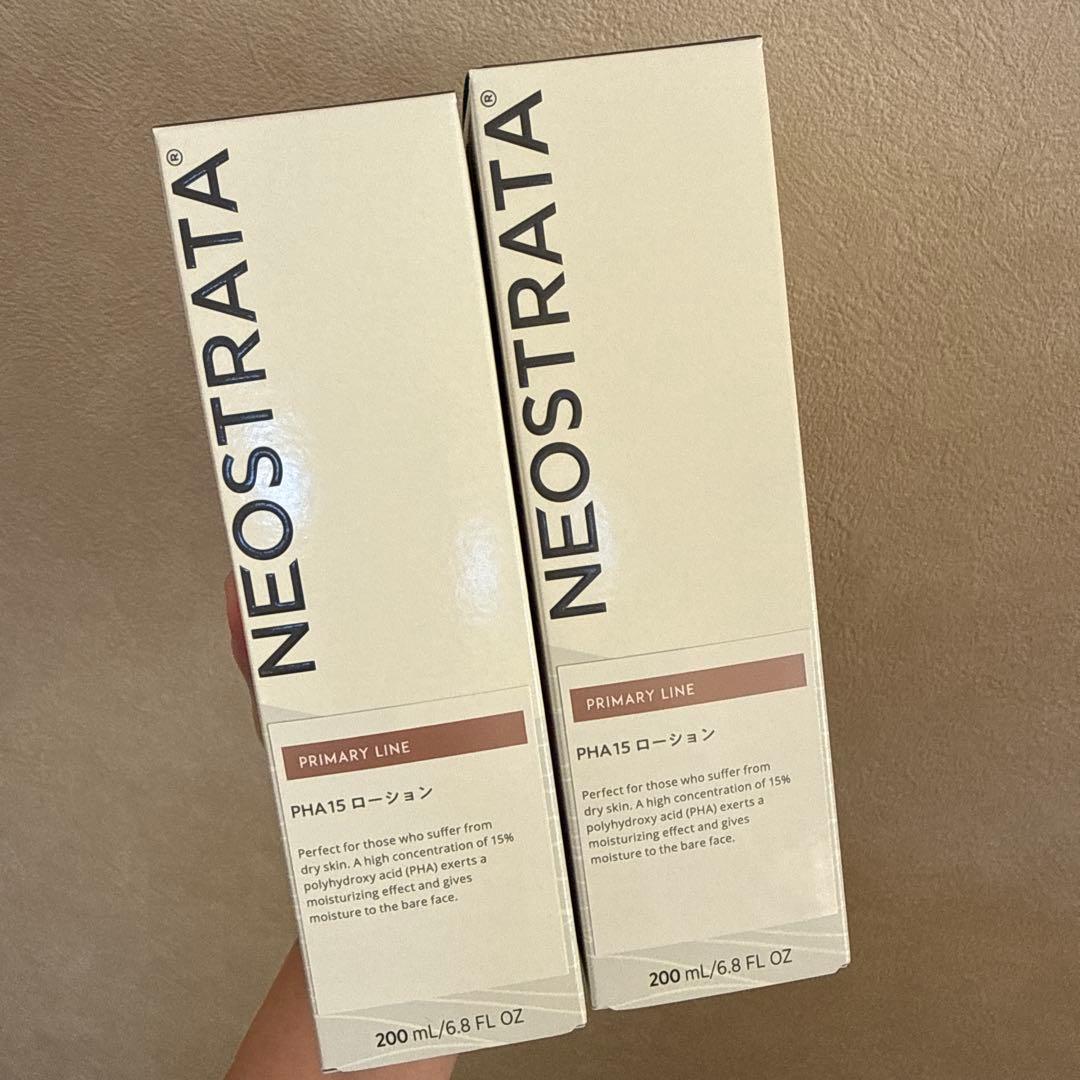 NEOSTRATA®
PRIMARY LINE
PHA15 ローション
Perfect for those who suffer from
dry skin. A high concentration of 15%
polyhydroxy acid (PHA) exerts a
moisturizing effect and gives
moisture to the bare face.
200 mL/6.8 FL OZ
NEOSTRATA®
PRIMARY LINE
PHA15 ローション
Perfect for those who suffer from
dry skin. A high concentration of 15%
polyhydroxy acid (PHA) exerts a
moisturizing effect and gives
moisture to the bare face.
200 mL/6.8 FL OZ